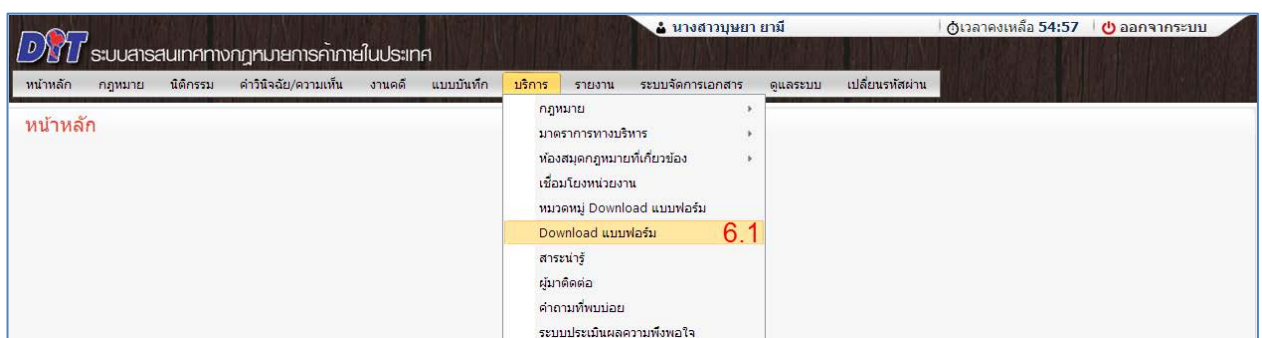 นางสาวบุษยา ยามี เวลาคงเหลือ 54:57 ออกจากระบบ
DIT ระบบสารสนเทศทางกฎหมายการค้าภายในประเทศ
หน้าหลัก กฎหมาย นิติกรรม คำวินิจฉัย/ความเห็น งานคดี แบบบันทึก บริการ รายงาน ระบบจัดการเอกสาร ดูแลระบบ เปลี่ยนรหัสผ่าน
หน้าหลัก
กฎหมาย
มาตราการทางบริหาร
ห้องสมุดกฎหมายที่เกี่ยวข้อง
เชื่อมโยงหน่วยงาน
หมวดหมู่ Download แบบฟอร์ม
Download แบบฟอร์ม 6.1
สาระน่ารู้
ผู้มาติดต่อ
คำถามที่พบบ่อย
ระบบประเมินผลความพึงพอใจ